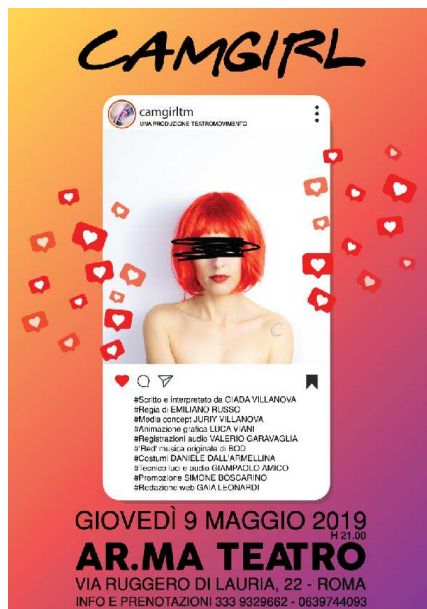 CAMGIRL
camgirltm
UNA PRODUZIONE TEATROMOVIMENTO
#Scritto e interpretato da GIADA VILLANOVA
#Regia di EMILIANO RUSSO
#Media concept JURIY VILLANOVA
#Animazione grafica LUCA VIANI
#Registrazioni audio VALERIO GARAVAGLIA
#'Red' musica originale di BOD
#Costumi DANIELE DALL'ARMELLINA
#Tecnico luci e audio GIAMPAOLO AMICO
#Promozione SIMONE BOSCARINO
#Redazione web GAIA LEONARDI
GIOVEDÌ 9 MAGGIO 2019
H 21.00
AR.MA TEATRO
VIA RUGGERO DI LAURIA, 22 - ROMA
INFO E PRENOTAZIONI 333 9329662 - 0639744093